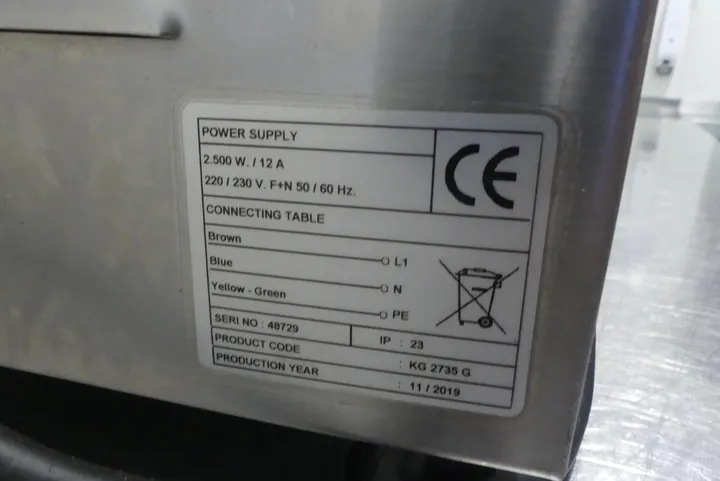 POWER SUPPLY
2.500 W. / 12 A
220 / 230 V. F+N 50 / 60 Hz.
CE
CONNECTING TABLE
Brown L1
Blue N
Yellow - Green PE
SERI NO : 48729 IP : 23
PRODUCT CODE : KG 2735 G
PRODUCTION YEAR : 11 / 2019